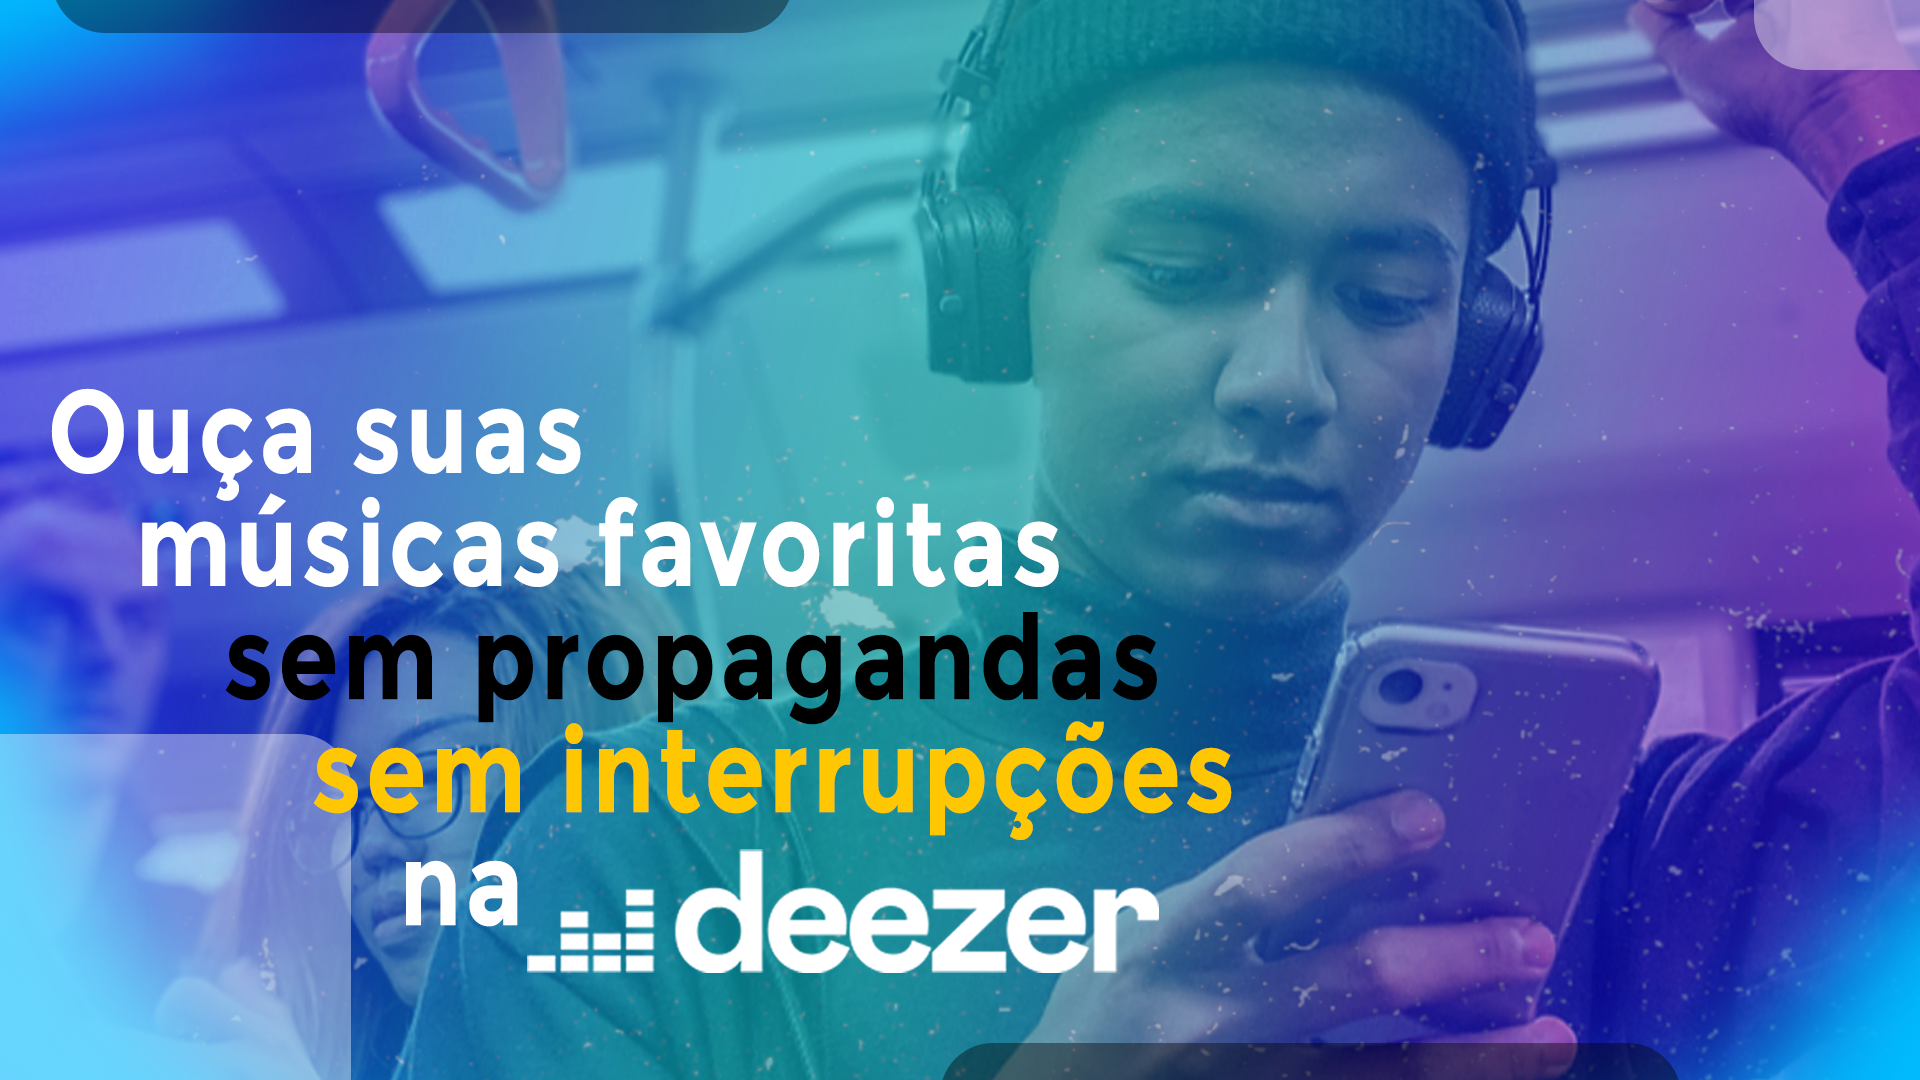 Ouça suas
músicas favoritas
sem propagandas
sem interrupções
na deezer